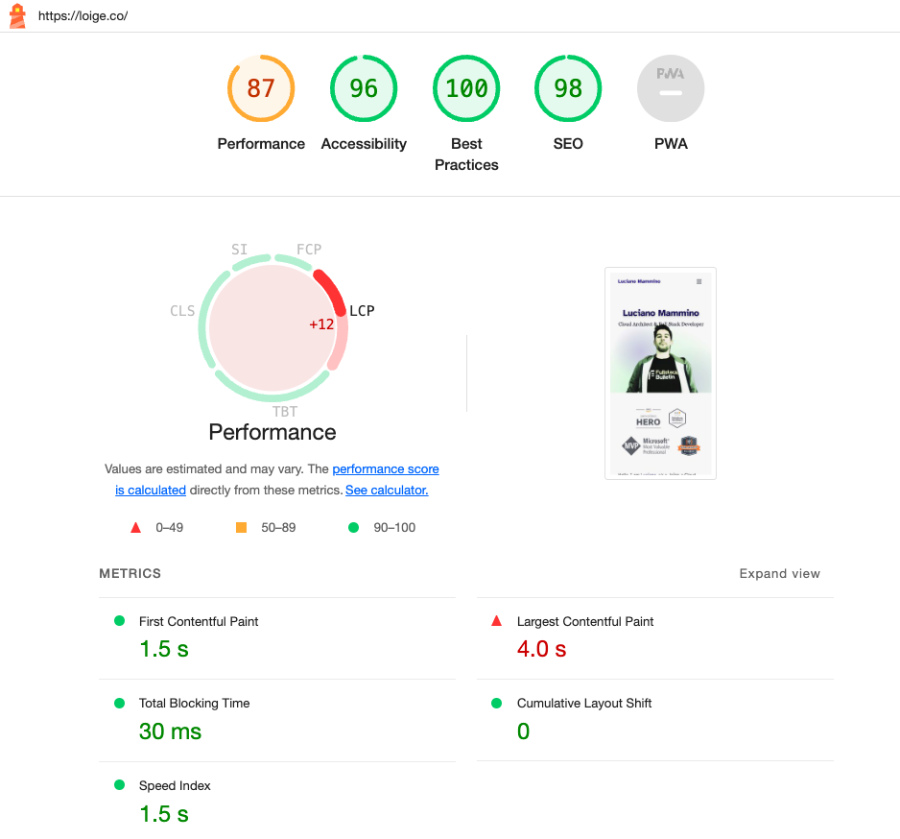 https://loige.co/
87
96
100
98
PWA
Performance
Accessibility
Best
Practices
SEO
PWA
SI
FCP
CLS
LCP
+12
TBT
Performance
Values are estimated and may vary. The performance score
is calculated directly from these metrics. See calculator.
0–49
50–89
90–100
Luciano Mammino
Luciano Mammino
Cloud Architect & Full Stack Developer
Fullstack
Bulletin
HERO
MVP
Microsoft®
Most Valuable
Professional
METRICS
Expand view
First Contentful Paint
1.5 s
Largest Contentful Paint
4.0 s
Total Blocking Time
30 ms
Cumulative Layout Shift
0
Speed Index
1.5 s